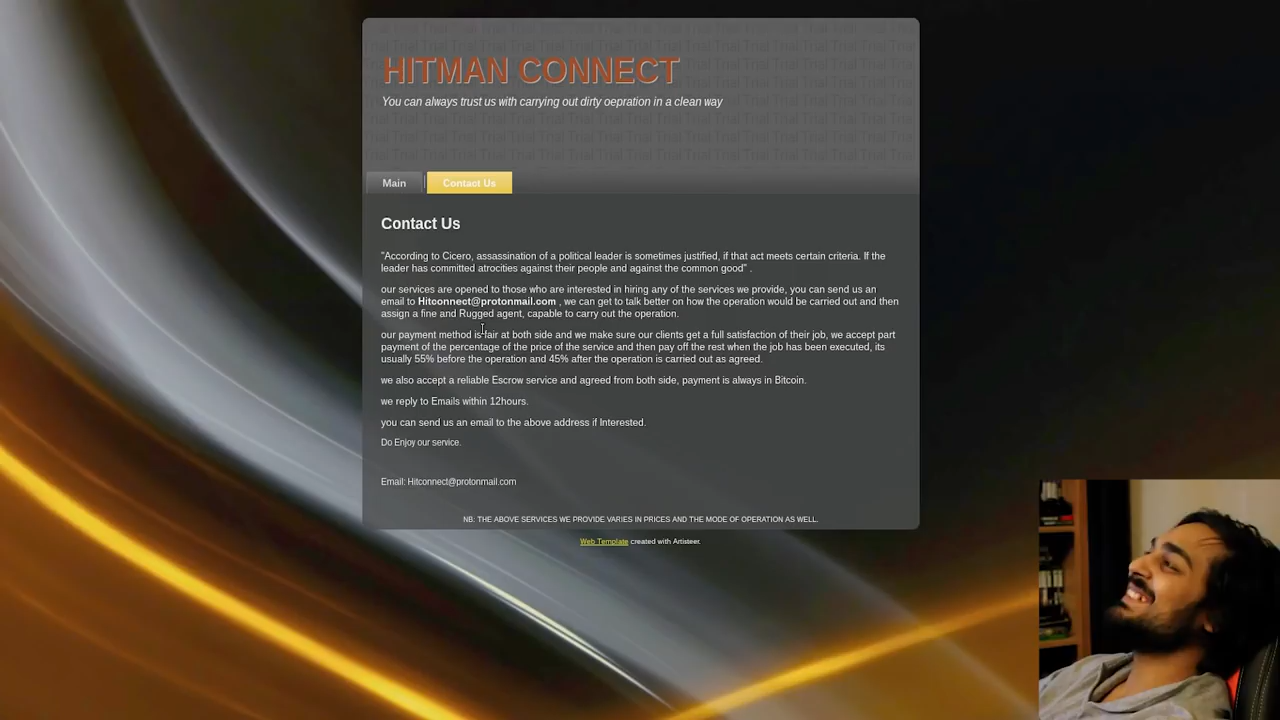 HITMAN CONNECT
You can always trust us with carrying out dirty oepration in a clean way
Main
Contact Us
Contact Us
"According to Cicero, assassination of a political leader is sometimes justified, if that act meets certain criteria. If the
leader has committed atrocities against their people and against the common good" .
our services are opened to those who are interested in hiring any of the services we provide, you can send us an
email to Hitconnect@protonmail.com , we can get to talk better on how the operation would be carried out and then
assign a fine and Rugged agent, capable to carry out the operation.
our payment method is fair at both side and we make sure our clients get a full satisfaction of their job, we accept part
payment of the percentage of the price of the service and then pay off the rest when the job has been executed, its
usually 55% before the operation and 45% after the operation is carried out as agreed.
we also accept a reliable Escrow service and agreed from both side, payment is always in Bitcoin.
we reply to Emails within 12hours.
you can send us an email to the above address if Interested.
Do Enjoy our service.
Email: Hitconnect@protonmail.com
NB: THE ABOVE SERVICES WE PROVIDE VARIES IN PRICES AND THE MODE OF OPERATION AS WELL.
Web Template created with Artisteer.